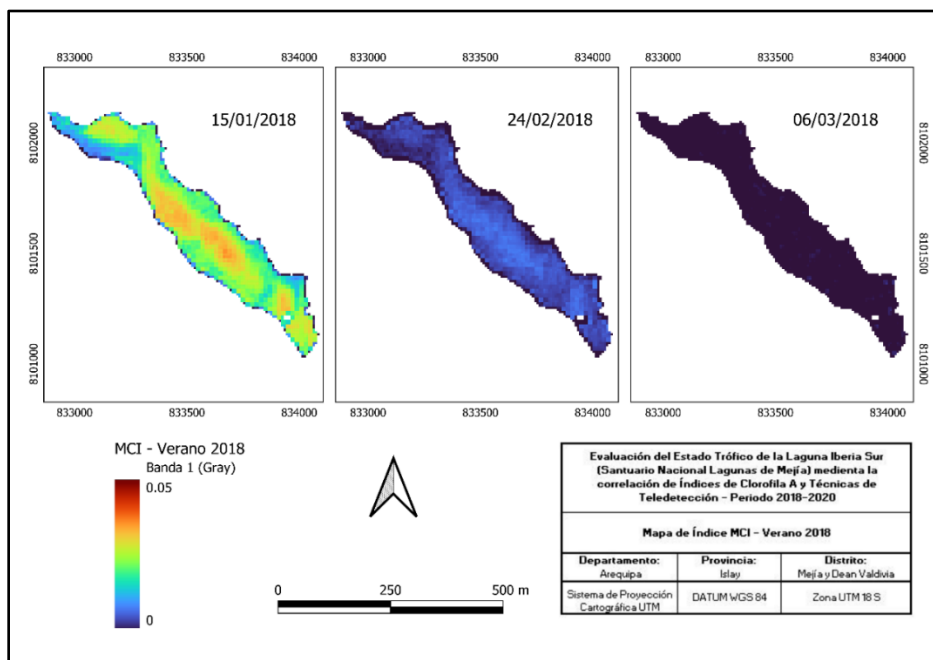 833000 833500 834000
833000 833500 834000
833000 833500 834000
15/01/2018
24/02/2018
06/03/2018
8102000
8101500
8101000
8102000
8101500
8101000
833000 833500 834000
833000 833500 834000
833000 833500 834000
MCI - Verano 2018
Banda 1 (Gray)
0.05
0
0 250 500 m
Evaluación del Estado Trófico de la Laguna Iberia Sur
(Santuario Nacional Lagunas de Mejía) medienta la
correlación de Índices de Clorofila A y Técnicas de
Teledetección - Periodo 2018-2020
Mapa de Índice MCI - Verano 2018
Departamento:
Arequipa
Provincia:
Islay
Distrito:
Mejía y Dean Valdivia
Sistema de Proyección
Cartográfica UTM
DATUM WGS 84
Zona UTM 18 S